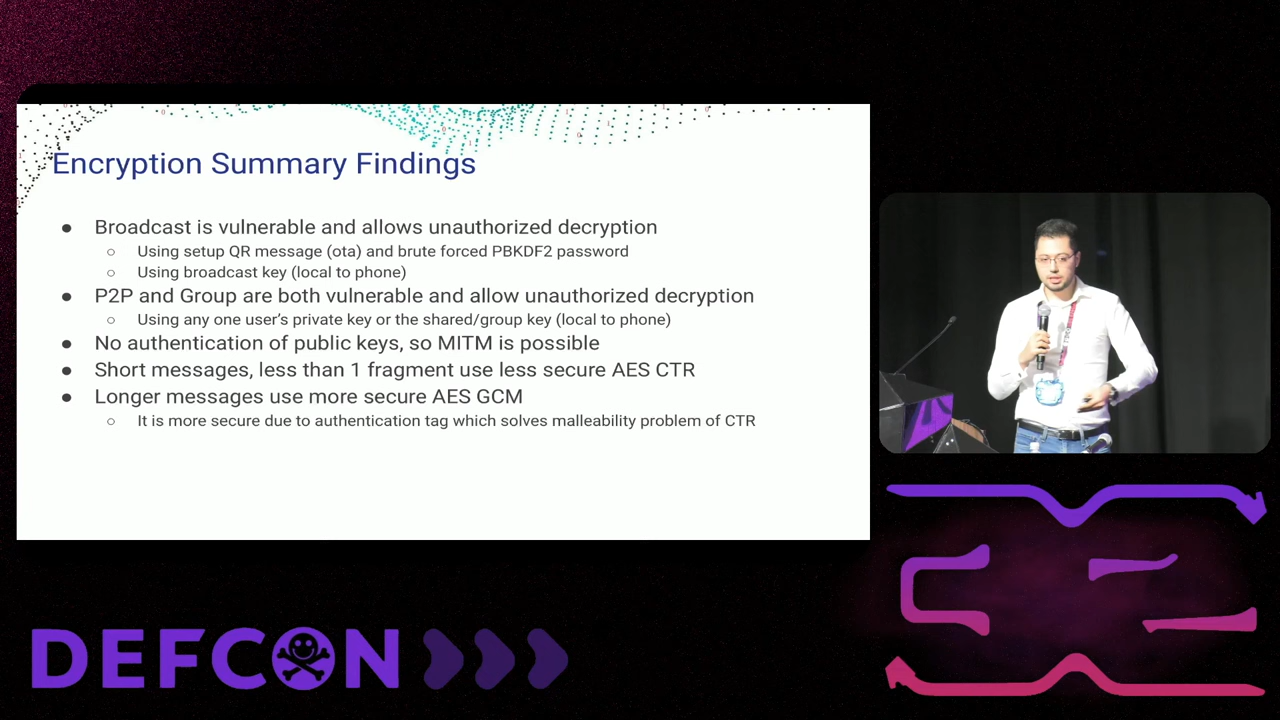 Encryption Summary Findings
● Broadcast is vulnerable and allows unauthorized decryption
○ Using setup QR message (ota) and brute forced PBKDF2 password
○ Using broadcast key (local to phone)
● P2P and Group are both vulnerable and allow unauthorized decryption
○ Using any one user's private key or the shared/group key (local to phone)
● No authentication of public keys, so MITM is possible
● Short messages, less than 1 fragment use less secure AES CTR
● Longer messages use more secure AES GCM
○ It is more secure due to authentication tag which solves malleability problem of CTR
DEFCON